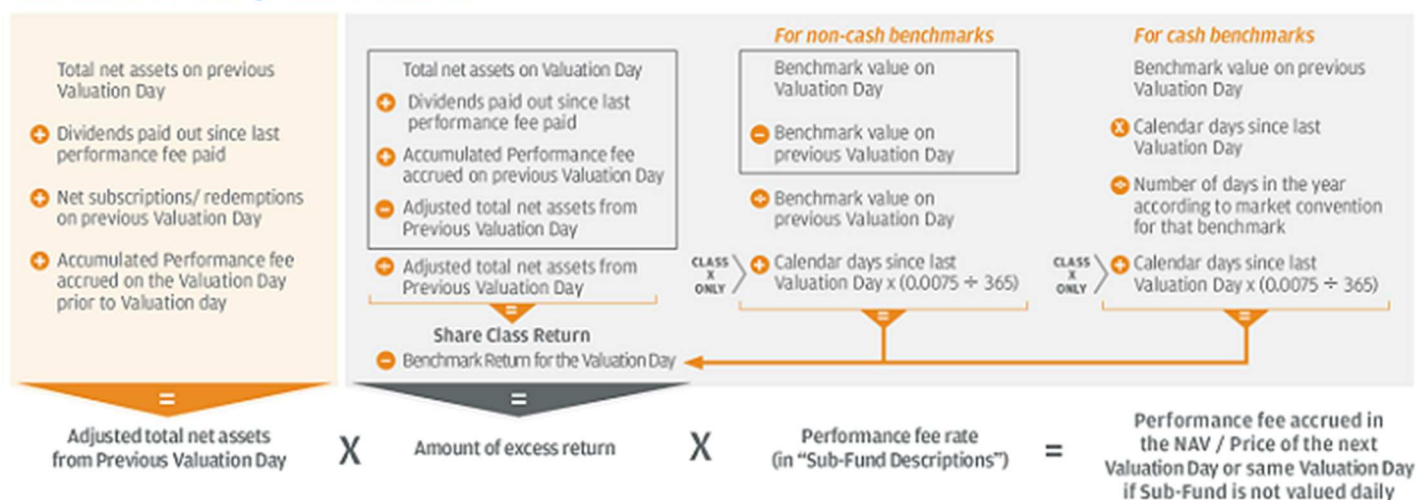 Total net assets on previous
Valuation Day
+ Dividends paid out since last
performance fee paid
+ Net subscriptions/ redemptions
on previous Valuation Day
+ Accumulated Performance fee
accrued on the Valuation Day
prior to Valuation day
=
Adjusted total net assets
from Previous Valuation Day
X
Total net assets on Valuation Day
+ Dividends paid out since last
performance fee paid
+ Accumulated Performance fee
accrued on previous Valuation Day
− Adjusted total net assets from
Previous Valuation Day
÷ Adjusted total net assets from
Previous Valuation Day
=
Share Class Return
− Benchmark Return for the Valuation Day
=
Amount of excess return
X
For non-cash benchmarks
Benchmark value on
Valuation Day
− Benchmark value on
previous Valuation Day
÷ Benchmark value on
previous Valuation Day
CLASS
X
ONLY
+ Calendar days since last
Valuation Day x (0.0075 ÷ 365)
=
For cash benchmarks
Benchmark value on previous
Valuation Day
x Calendar days since last
Valuation Day
÷ Number of days in the year
according to market convention
for that benchmark
CLASS
X
ONLY
+ Calendar days since last
Valuation Day x (0.0075 ÷ 365)
=
Performance fee rate
(in “Sub-Fund Descriptions”)
=
Performance fee accrued in
the NAV / Price of the next
Valuation Day or same Valuation Day
if Sub-Fund is not valued daily